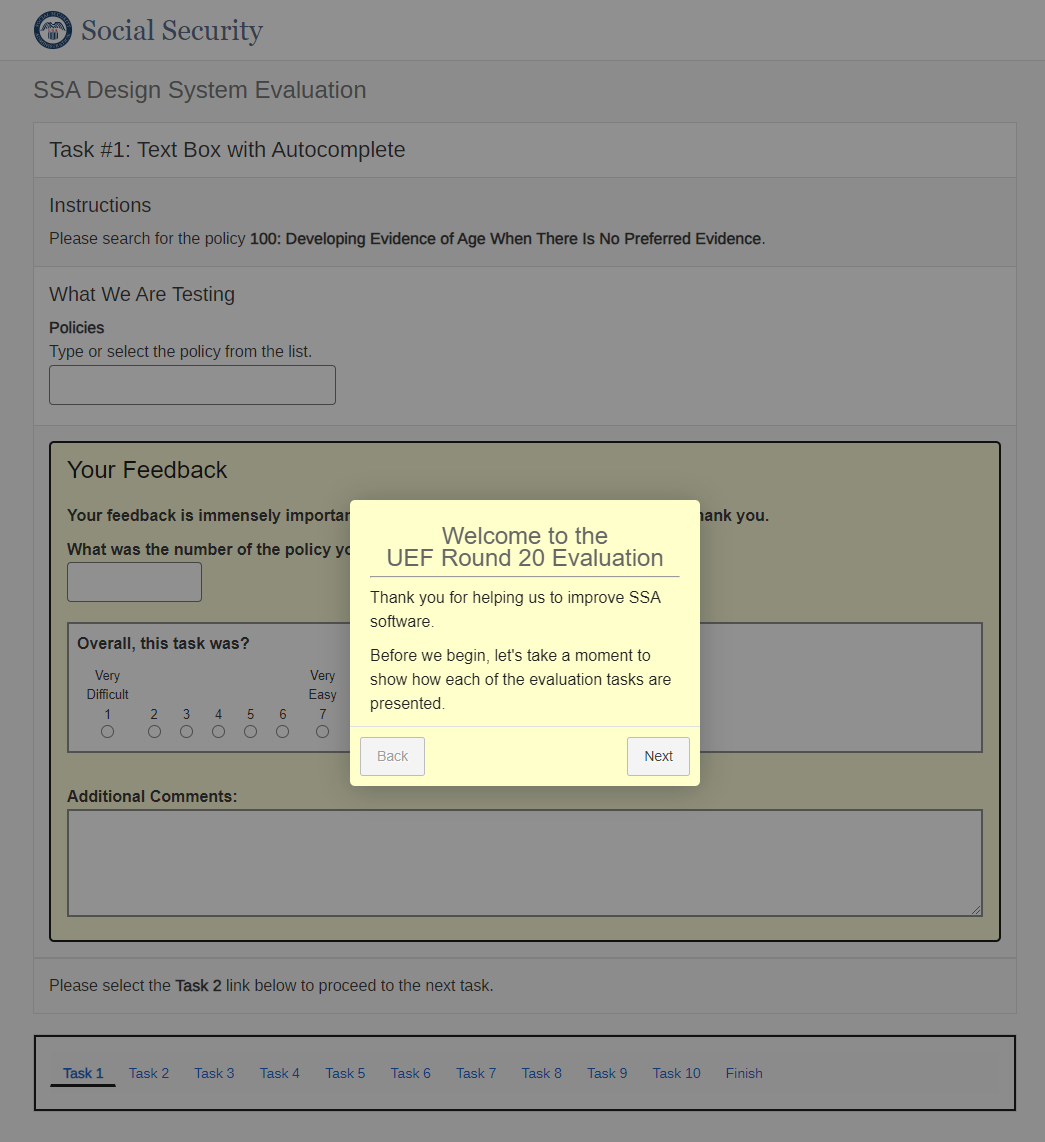 Social Security
SSA Design System Evaluation
Task #1: Text Box with Autocomplete
Instructions
Please search for the policy 100: Developing Evidence of Age When There Is No Preferred Evidence.
What We Are Testing
Policies
Type or select the policy from the list.
Your Feedback
Your feedback is immensely importan
ank you.
What was the number of the policy yo
Welcome to the
UEF Round 20 Evaluation
Thank you for helping us to improve SSA
software.
Before we begin, let's take a moment to
show how each of the evaluation tasks are
presented.
Back Next
Overall, this task was?
Very Very
Difficult Easy
1 2 3 4 5 6 7
Additional Comments:
Please select the Task 2 link below to proceed to the next task.
Task 1 Task 2 Task 3 Task 4 Task 5 Task 6 Task 7 Task 8 Task 9 Task 10 Finish